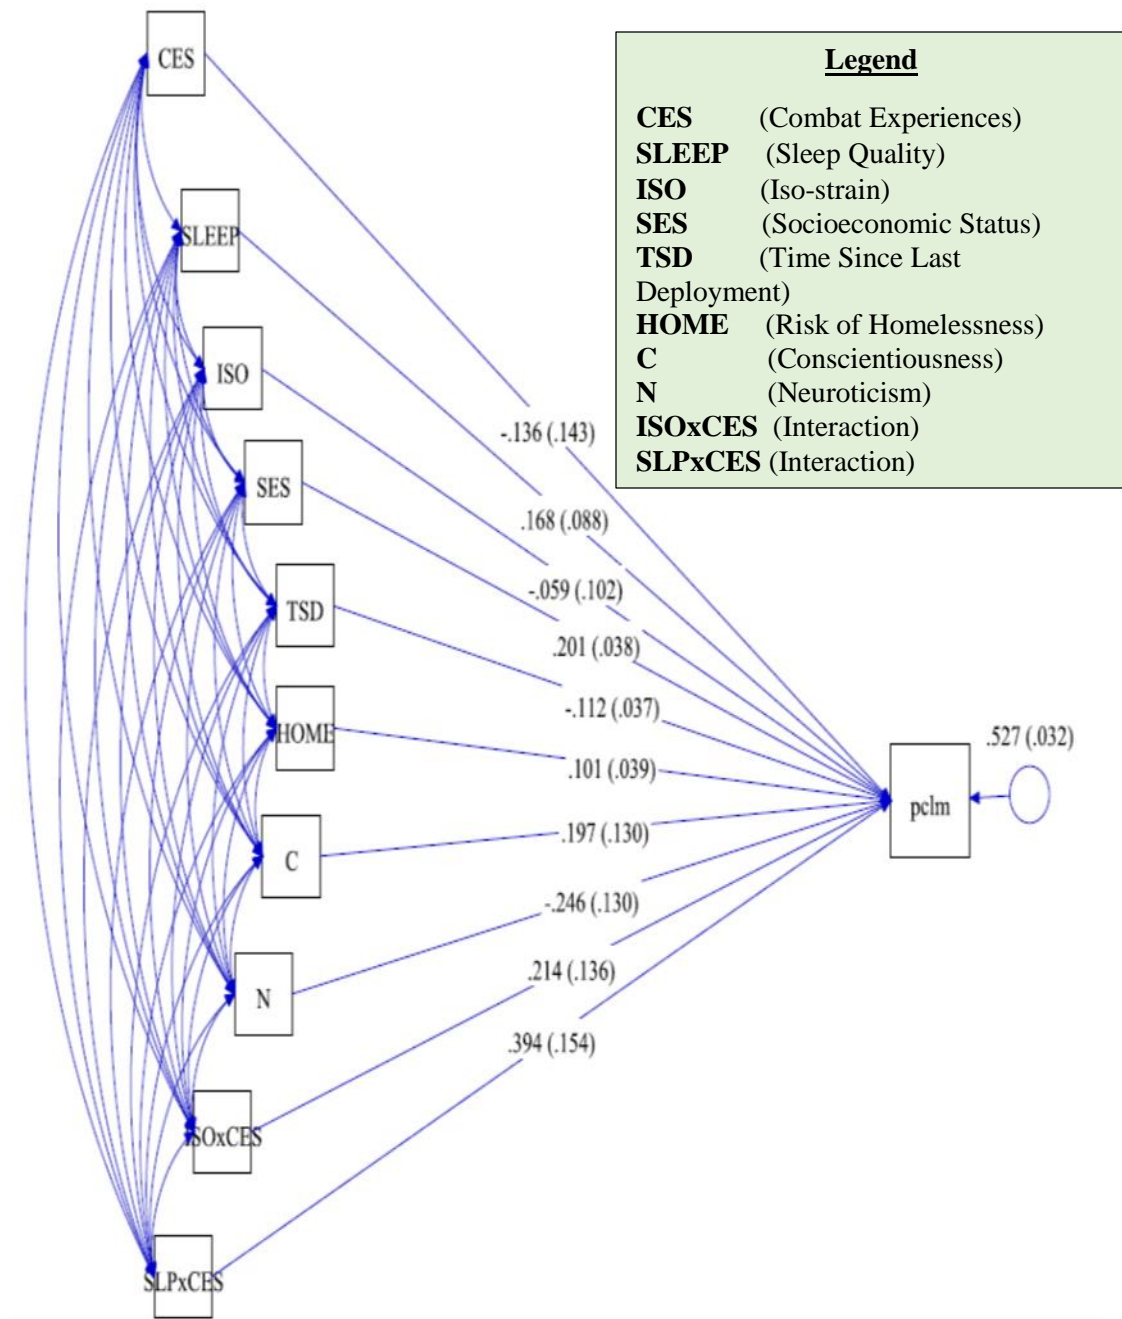 CES
SLEEP
ISO
SES
TSD
HOME
C
N
ISOxCES
SLPxCES
-.136 (.143)
.168 (.088)
-.059 (.102)
.201 (.038)
-.112 (.037)
.101 (.039)
.197 (.130)
-.246 (.130)
.214 (.136)
.394 (.154)
pclm
.527 (.032)
Legend
CES (Combat Experiences)
SLEEP (Sleep Quality)
ISO (Iso-strain)
SES (Socioeconomic Status)
TSD (Time Since Last
Deployment)
HOME (Risk of Homelessness)
C (Conscientiousness)
N (Neuroticism)
ISOxCES (Interaction)
SLPxCES (Interaction)